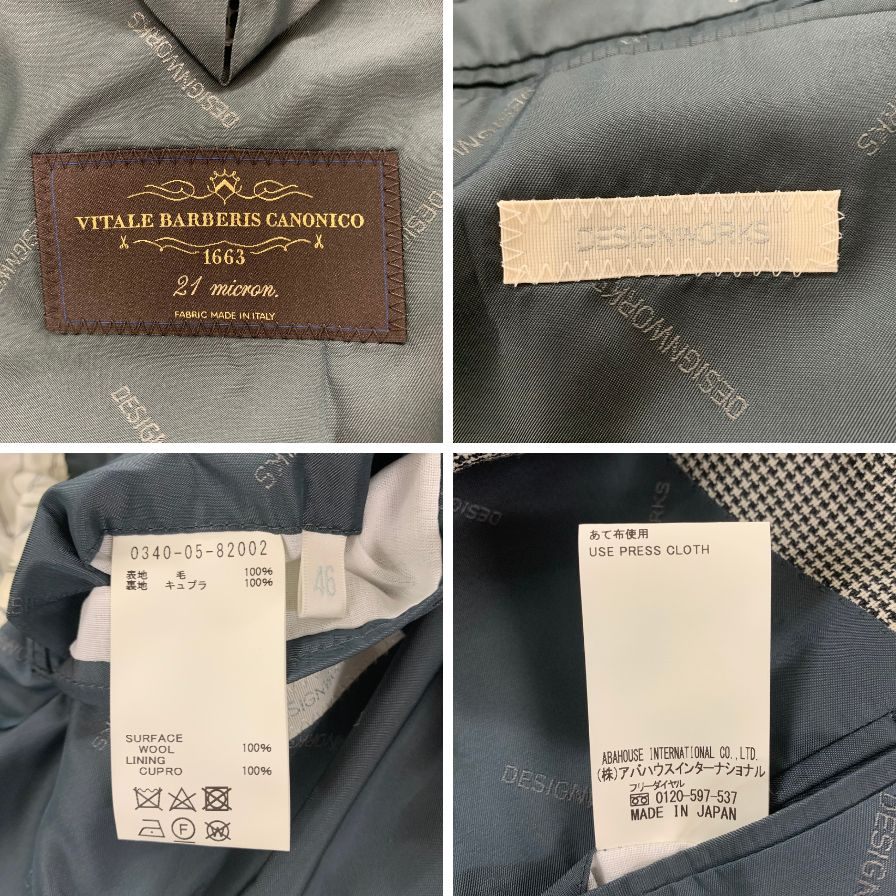 DESIGNWORKS
VITALE BARBERIS CANONICO
1663
21 micron.
FABRIC MADE IN ITALY
DESIGNWORKS
DESIGNWORKS
0340-05-82002
表地 毛 100%
裏地 キュプラ 100%
46
SURFACE
WOOL 100%
LINING
CUPRO 100%
F
W
DESIGNWORKS
あて布使用
USE PRESS CLOTH
ABAHOUSE INTERNATIONAL CO.,LTD.
(株)アバハウスインターナショナル
フリーダイヤル
0120-597-537
MADE IN JAPAN